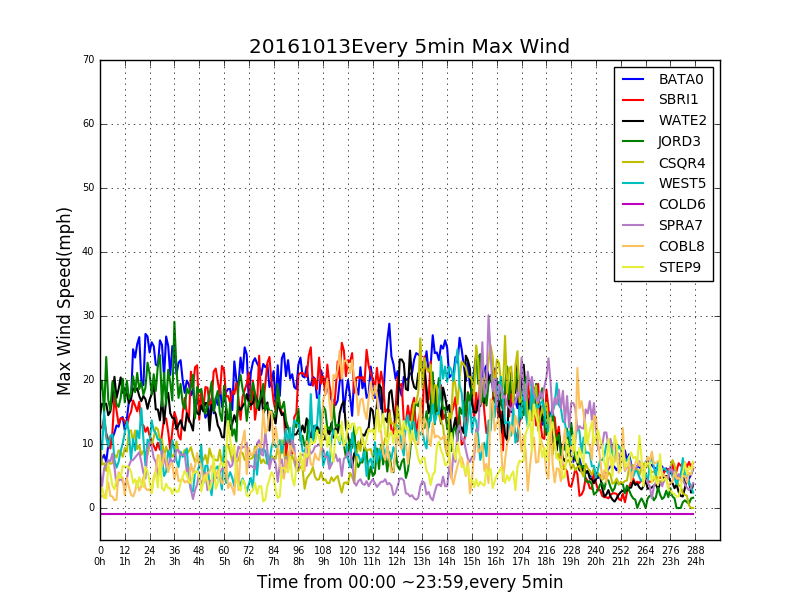 20161013Every 5min Max Wind
70
60
50
40
30
20
10
0
Max Wind Speed(mph)
BATA0
SBRI1
WATE2
JORD3
CSQR4
WEST5
COLD6
SPRA7
COBL8
STEP9
0 12 24 36 48 60 72 84 96 108 120 132 144 156 168 180 192 204 216 228 240 252 264 276 288
0h 1h 2h 3h 4h 5h 6h 7h 8h 9h 10h 11h 12h 13h 14h 15h 16h 17h 18h 19h 20h 21h 22h 23h 24h
Time from 00:00 ~23:59,every 5min